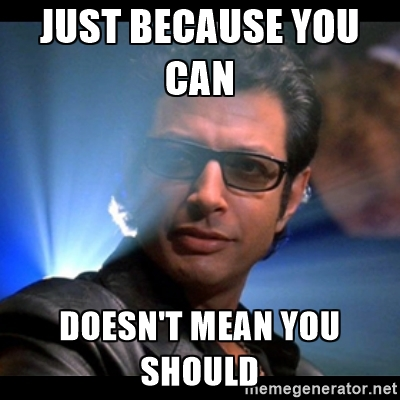 JUST BECAUSE YOU
CAN
DOESN'T MEAN YOU
SHOULD
memegenerator.net